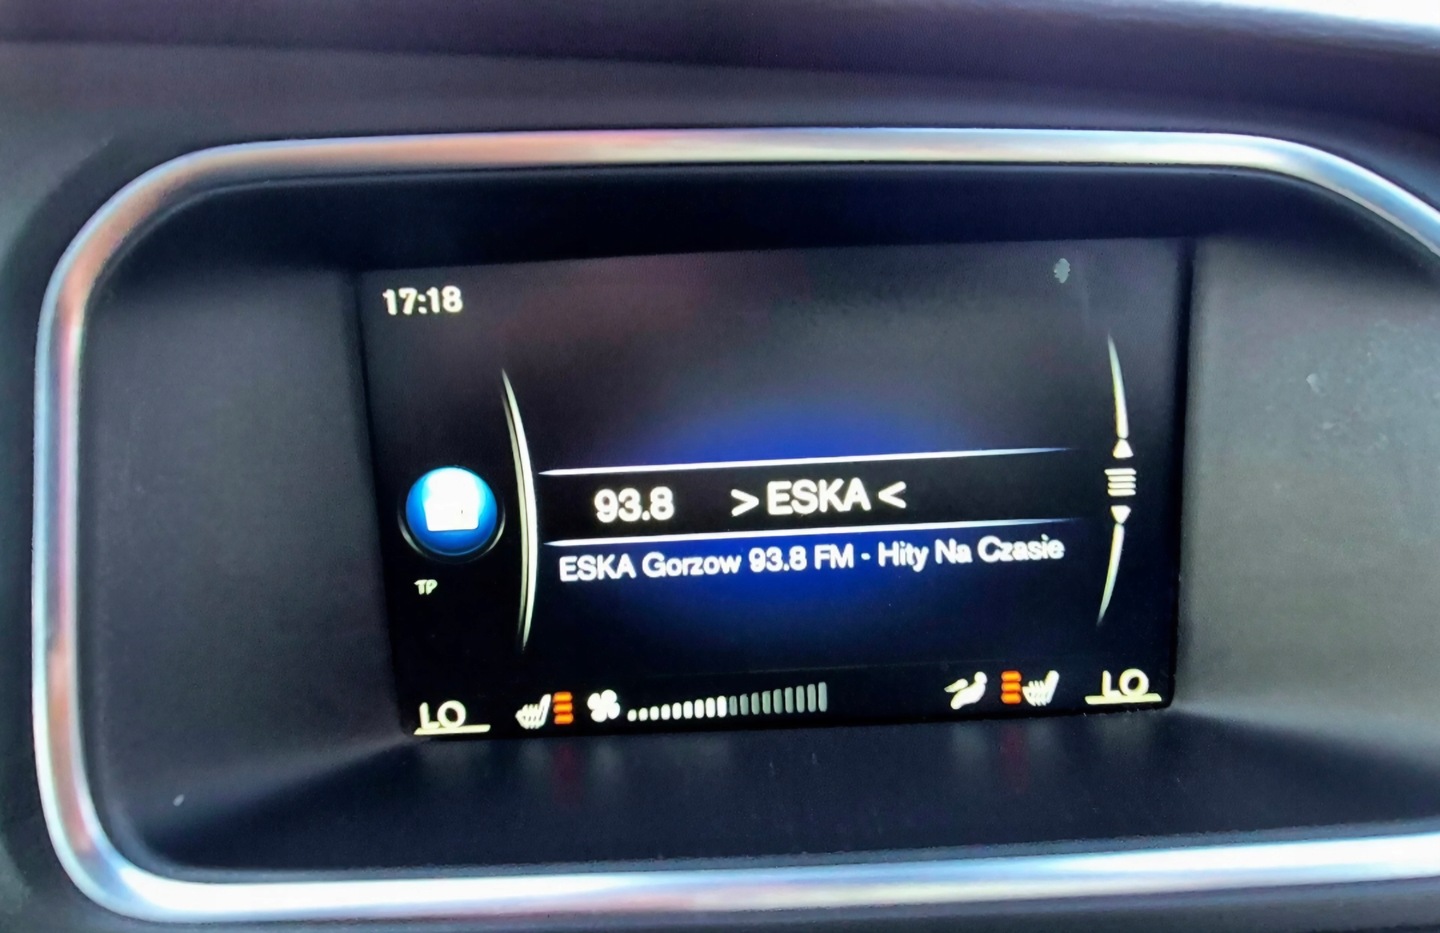 17:18
93.8 > ESKA <
ESKA Gorzow 93.8 FM - Hity Na Czasie
TP
LO LO